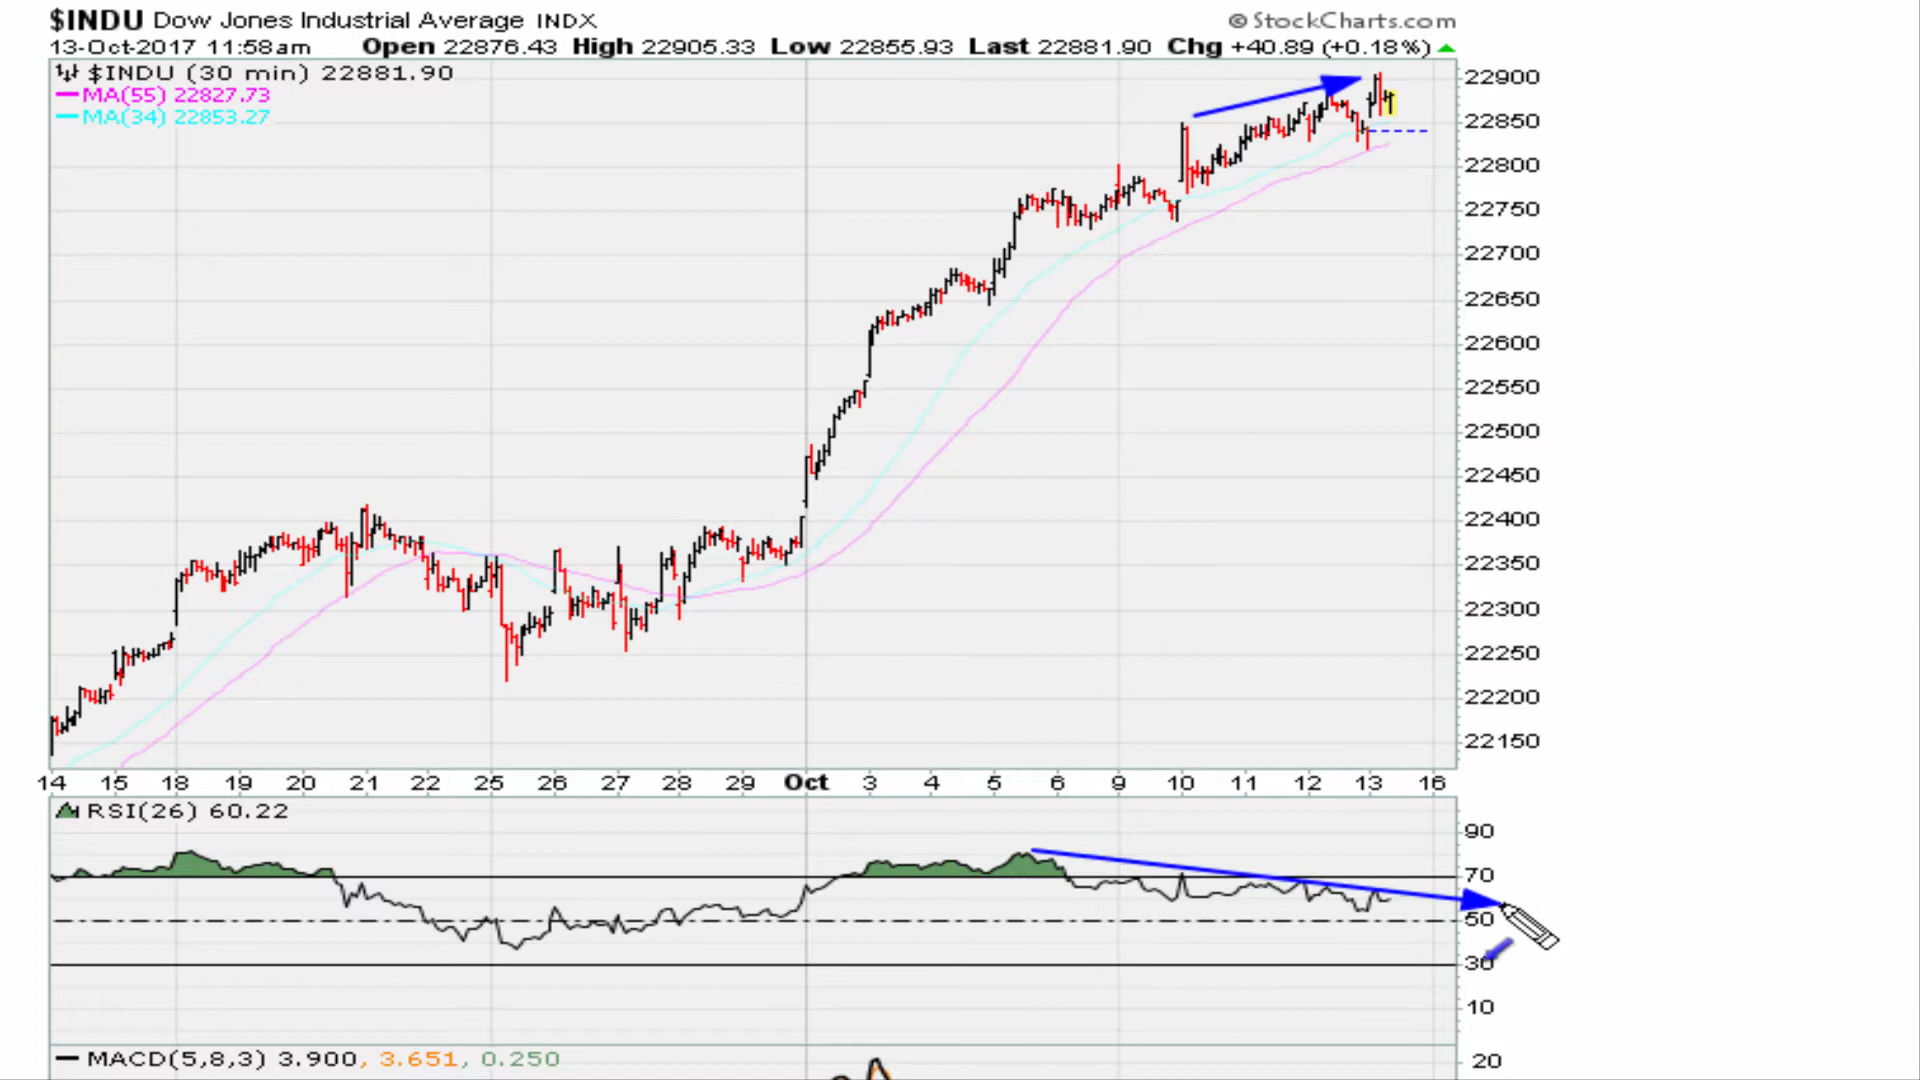 $INDU Dow Jones Industrial Average INDX © StockCharts.com
13-Oct-2017 11:58am Open 22876.43 High 22905.33 Low 22855.93 Last 22881.90 Chg +40.89 (+0.18%)
$INDU (30 min) 22881.90
MA(55) 22827.73
MA(34) 22853.27
22900
22850
22800
22750
22700
22650
22600
22550
22500
22450
22400
22350
22300
22250
22200
22150
14 15 18 19 20 21 22 25 26 27 28 29 Oct 3 4 5 6 9 10 11 12 13 16
RSI(26) 60.22
90
70
50
30
10
MACD(5,8,3) 3.900, 3.651, 0.250
20